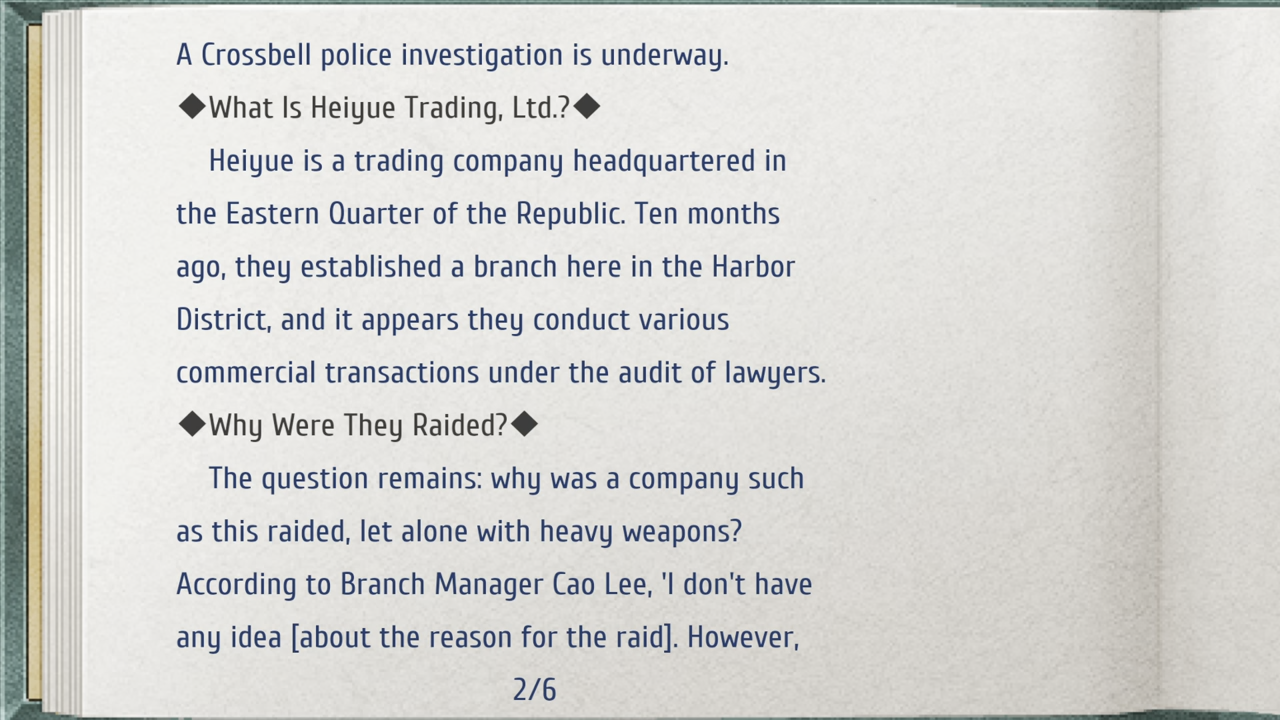 A Crossbell police investigation is underway.
◆What Is Heiyue Trading, Ltd.?◆
Heiyue is a trading company headquartered in
the Eastern Quarter of the Republic. Ten months
ago, they established a branch here in the Harbor
District, and it appears they conduct various
commercial transactions under the audit of lawyers.
◆Why Were They Raided?◆
The question remains: why was a company such
as this raided, let alone with heavy weapons?
According to Branch Manager Cao Lee, 'I don't have
any idea [about the reason for the raid]. However,
2/6